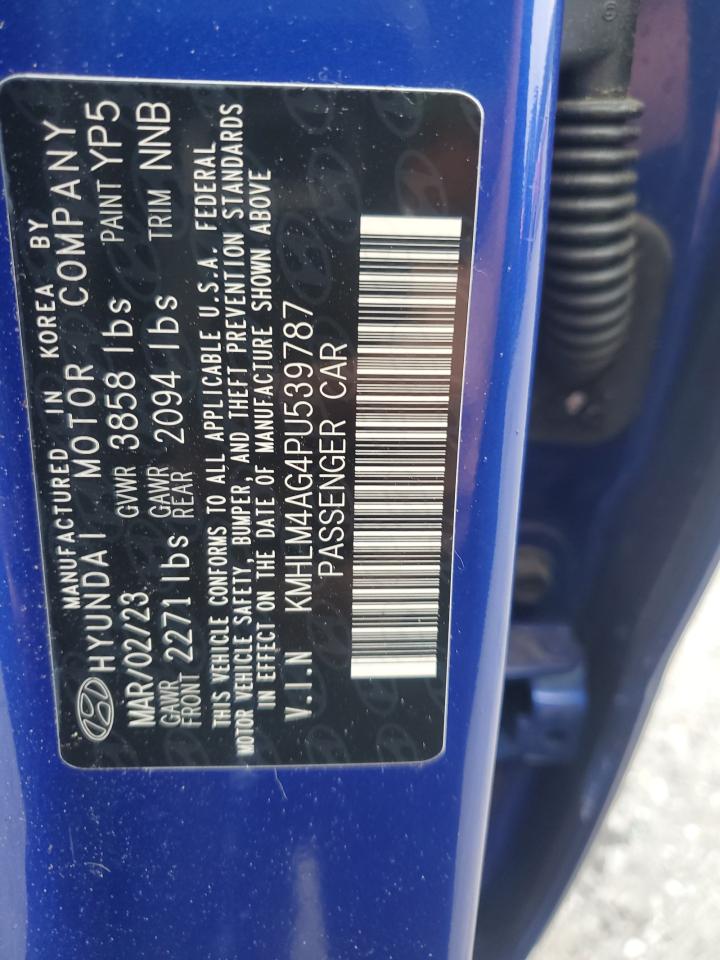 MANUFACTURED IN KOREA BY
HYUNDAI MOTOR COMPANY
MAR/02/23 GVWR 3858 lbs PAINT YP5
GAWR FRONT 2271 lbs GAWR REAR 2094 lbs TRIM NNB
THIS VEHICLE CONFORMS TO ALL APPLICABLE U.S.A. FEDERAL
MOTOR VEHICLE SAFETY, BUMPER, AND THEFT PREVENTION STANDARDS
IN EFFECT ON THE DATE OF MANUFACTURE SHOWN ABOVE
V.I.N KMHLM4AG4PU539787
PASSENGER CAR